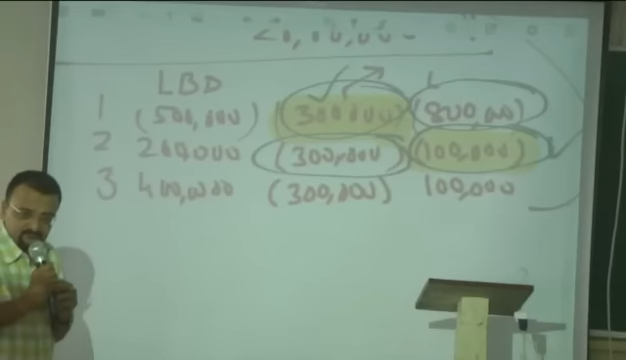 LBD
1 (500,000) (300,000) (800,000)
2 200,000 (300,000) (100,000)
3 400,000 (300,000) 100,000